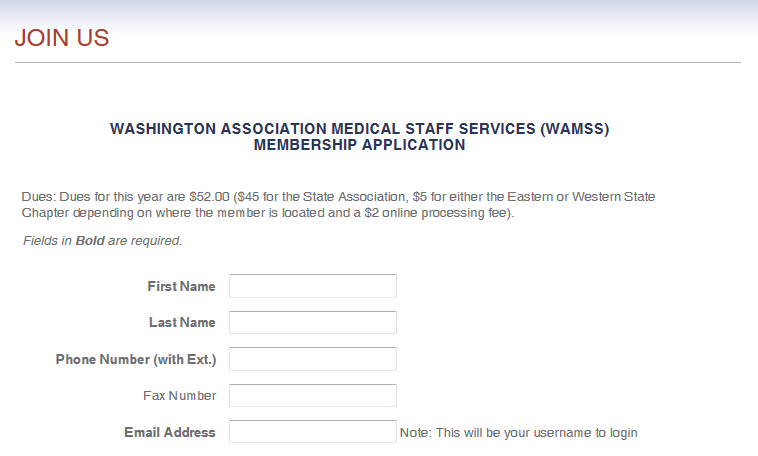 JOIN US
WASHINGTON ASSOCIATION MEDICAL STAFF SERVICES (WAMSS)
MEMBERSHIP APPLICATION
Dues: Dues for this year are $52.00 ($45 for the State Association, $5 for either the Eastern or Western State
Chapter depending on where the member is located and a $2 online processing fee).
Fields in Bold are required.
First Name
Last Name
Phone Number (with Ext.)
Fax Number
Email Address Note: This will be your username to login